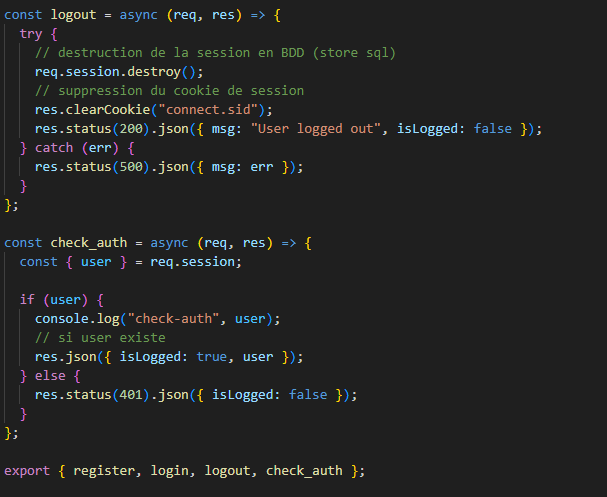 const logout = async (req, res) => {
  try {
    // destruction de la session en BDD (store sql)
    req.session.destroy();
    // suppression du cookie de session
    res.clearCookie("connect.sid");
    res.status(200).json({ msg: "User logged out", isLogged: false });
  } catch (err) {
    res.status(500).json({ msg: err });
  }
};

const check_auth = async (req, res) => {
  const { user } = req.session;

  if (user) {
    console.log("check-auth", user);
    // si user existe
    res.json({ isLogged: true, user });
  } else {
    res.status(401).json({ isLogged: false });
  }
};

export { register, login, logout, check_auth };